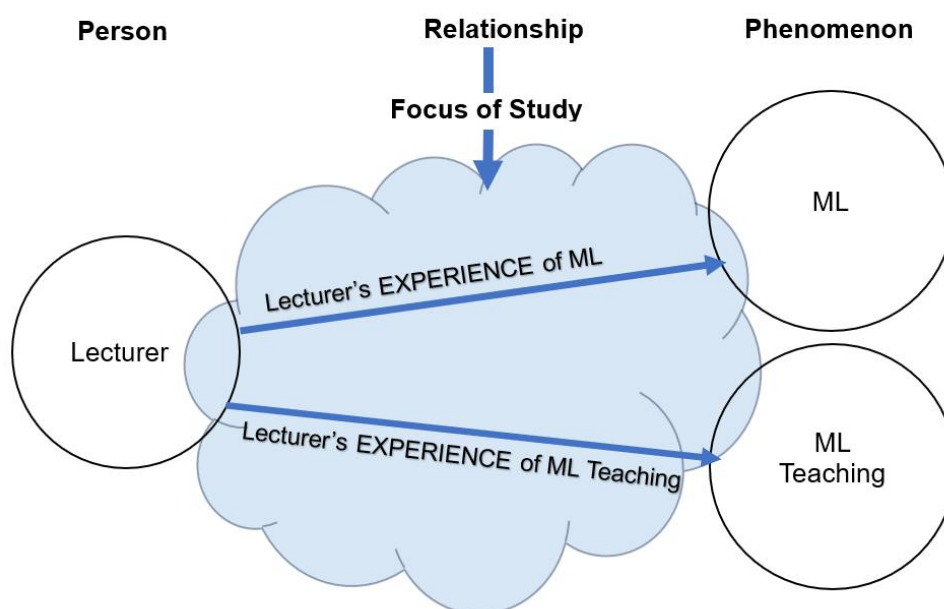 Person
Relationship
Phenomenon
Focus of Study
ML
Lecturer's EXPERIENCE of ML
Lecturer
Lecturer's EXPERIENCE of ML Teaching
ML
Teaching